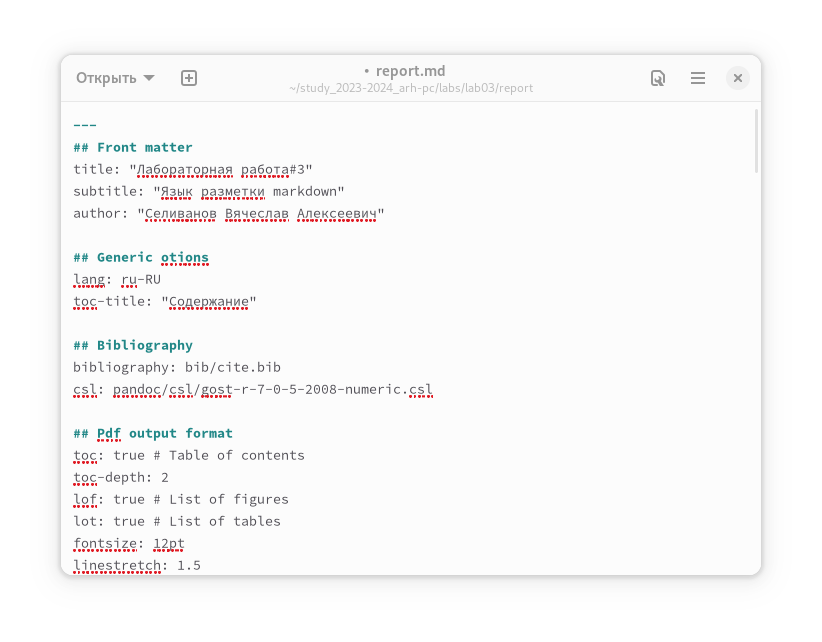 Открыть
• report.md
~/study_2023-2024_arh-pc/labs/lab03/report
---
## Front matter
title: "Лабораторная работа#3"
subtitle: "Язык разметки markdown"
author: "Селиванов Вячеслав Алексеевич"
## Generic otions
lang: ru-RU
toc-title: "Содержание"
## Bibliography
bibliography: bib/cite.bib
csl: pandoc/csl/gost-r-7-0-5-2008-numeric.csl
## Pdf output format
toc: true # Table of contents
toc-depth: 2
lof: true # List of figures
lot: true # List of tables
fontsize: 12pt
linestretch: 1.5